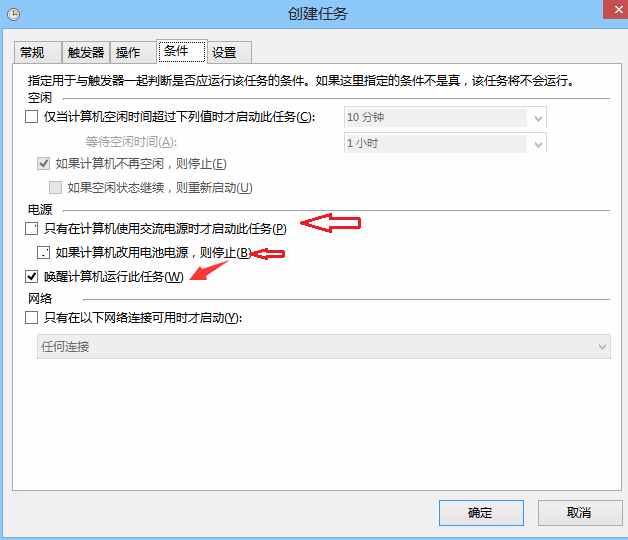 创建任务
常规 触发器 操作 条件 设置
指定用于与触发器一起判断是否应运行该任务的条件。如果这里指定的条件不是真，该任务将不会运行。
空闲
仅当计算机空闲时间超过下列值时才启动此任务(C): 10 分钟
等待空闲时间(A): 1 小时
如果计算机不再空闲，则停止(E)
如果空闲状态继续，则重新启动(U)
电源
只有在计算机使用交流电源时才启动此任务(P)
如果计算机改用电池电源，则停止(B)
唤醒计算机运行此任务(W)
网络
只有在以下网络连接可用时才启动(Y):
任何连接
确定 取消